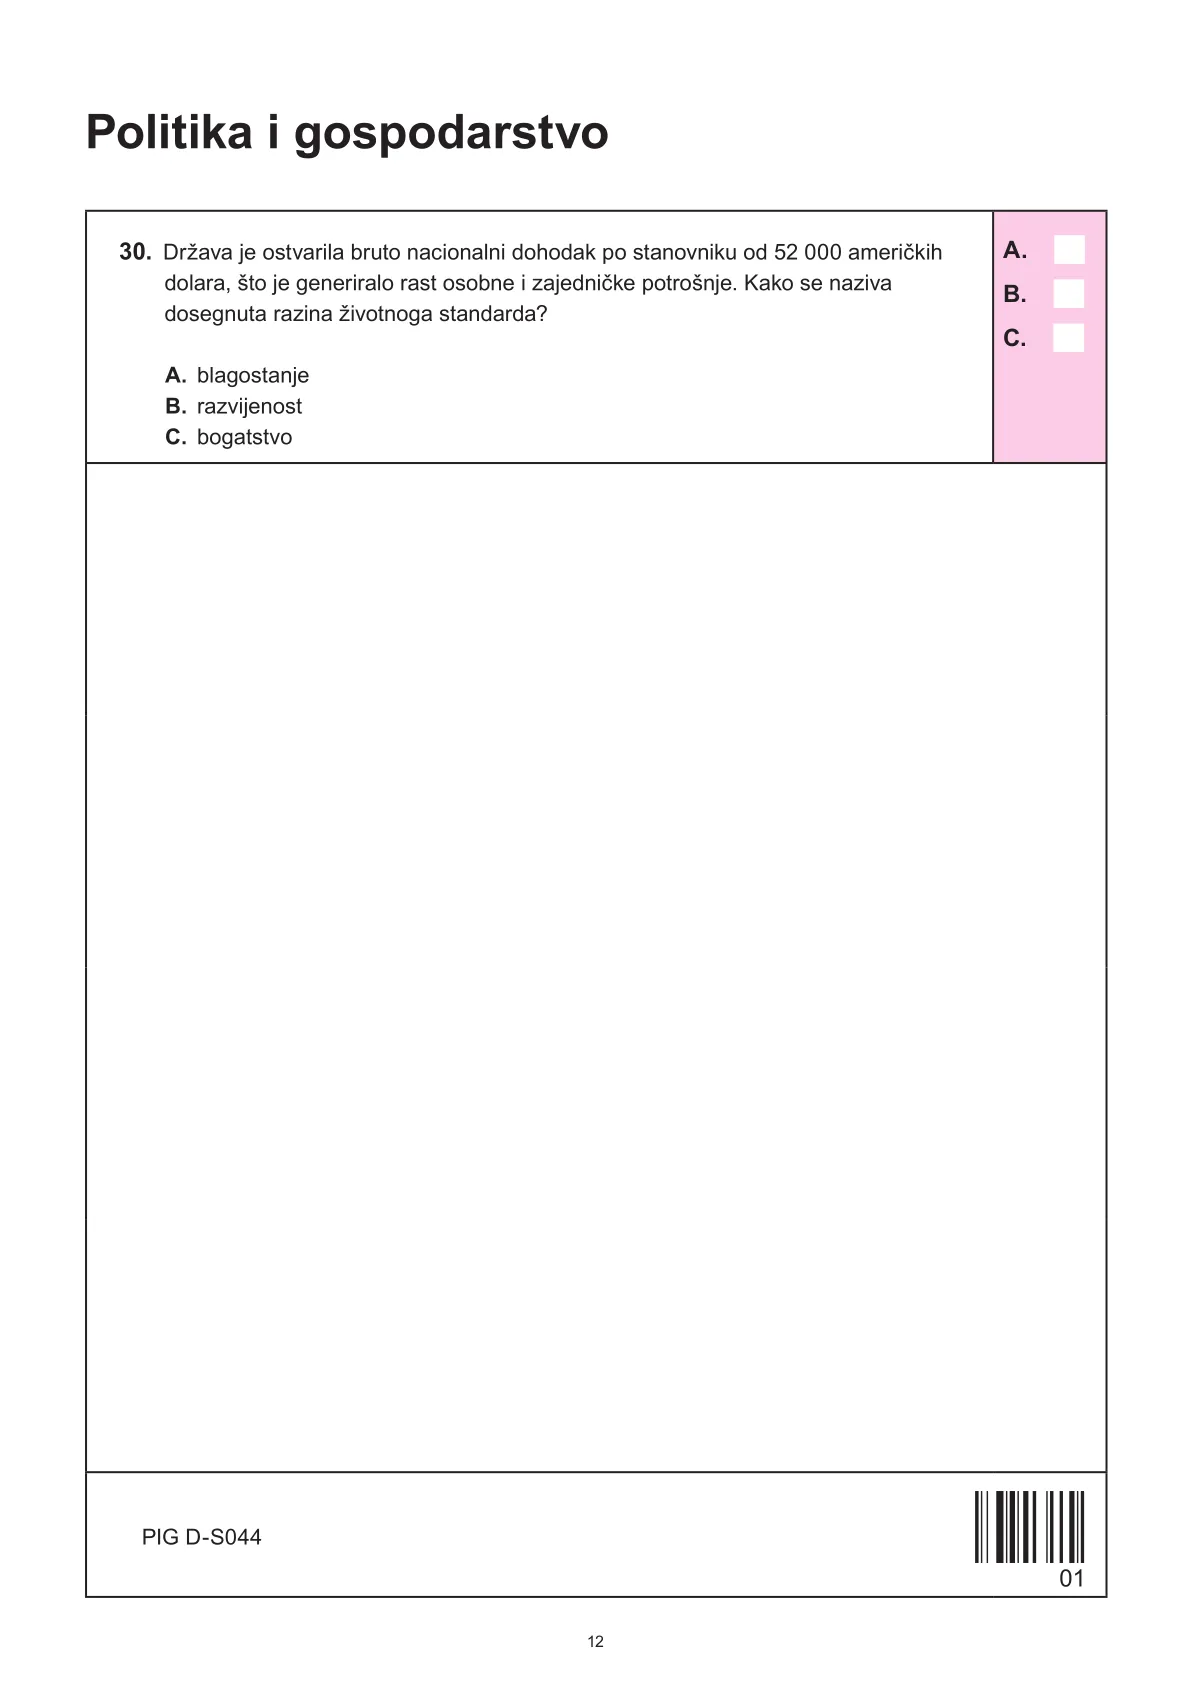 Politika i gospodarstvo
30. Država je ostvarila bruto nacionalni dohodak po stanovniku od 52 000 američkih
dolara, što je generiralo rast osobne i zajedničke potrošnje. Kako se naziva
dosegnuta razina životnoga standarda?
A. blagostanje
B. razvijenost
C. bogatstvo
A.
B.
C.
PIG D-S044
01
12